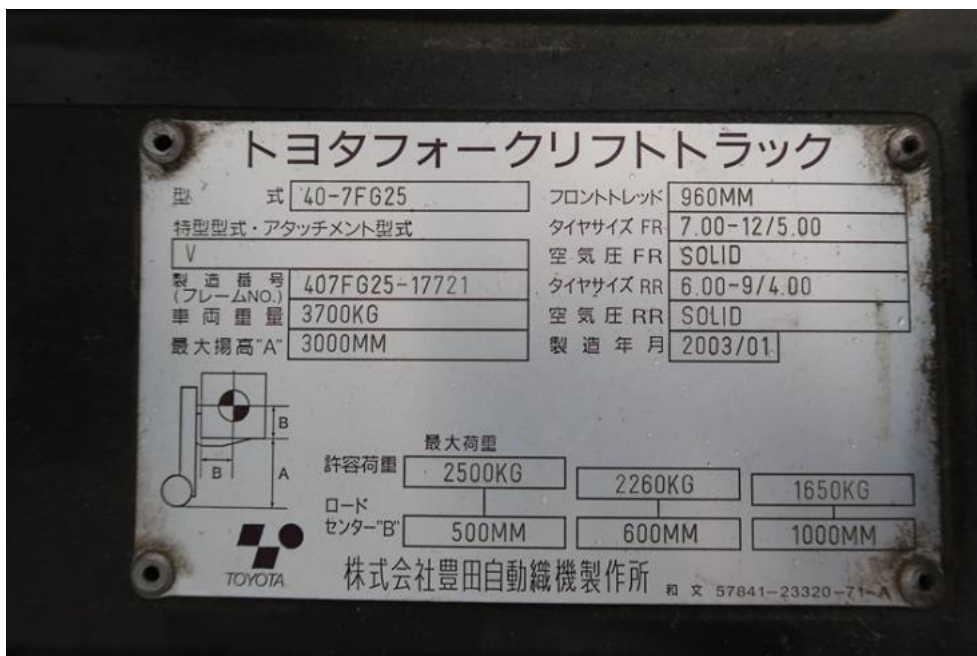 トヨタフォークリフトトラック
型式 40-7FG25
特型型式・アタッチメント型式
V
製造番号 (フレームNO.) 407FG25-17721
車両重量 3700KG
最大揚高"A" 3000MM
フロントトレッド 960MM
タイヤサイズ FR 7.00-12/5.00
空気圧 FR SOLID
タイヤサイズ RR 6.00-9/4.00
空気圧 RR SOLID
製造年月 2003/01
B
B
A
最大荷重
許容荷重 2500KG 2260KG 1650KG
ロードセンター"B" 500MM 600MM 1000MM
TOYOTA
株式会社豊田自動織機製作所
和文 57841-23320-71-A